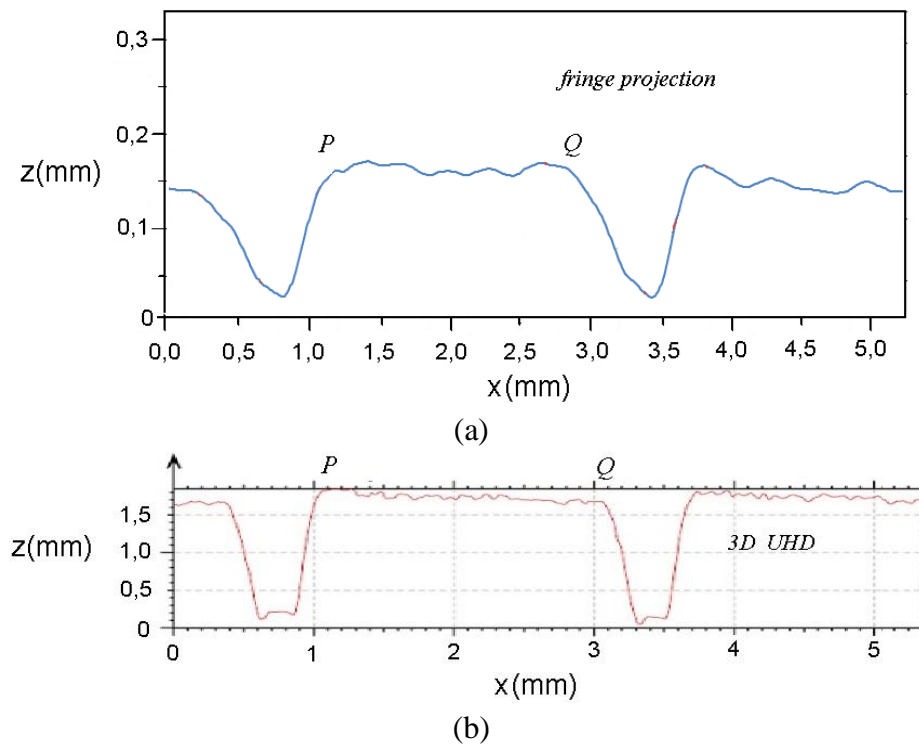 0,3
fringe projection
0,2
P
Q
z(mm)
0,1
0
0,0 0,5 1,0 1,5 2,0 2,5 3,0 3,5 4,0 4,5 5,0
x(mm)
(a)
P
Q
1,5
z(mm)
1,0
3D UHD
0,5
0
0 1 2 3 4 5
x(mm)
(b)